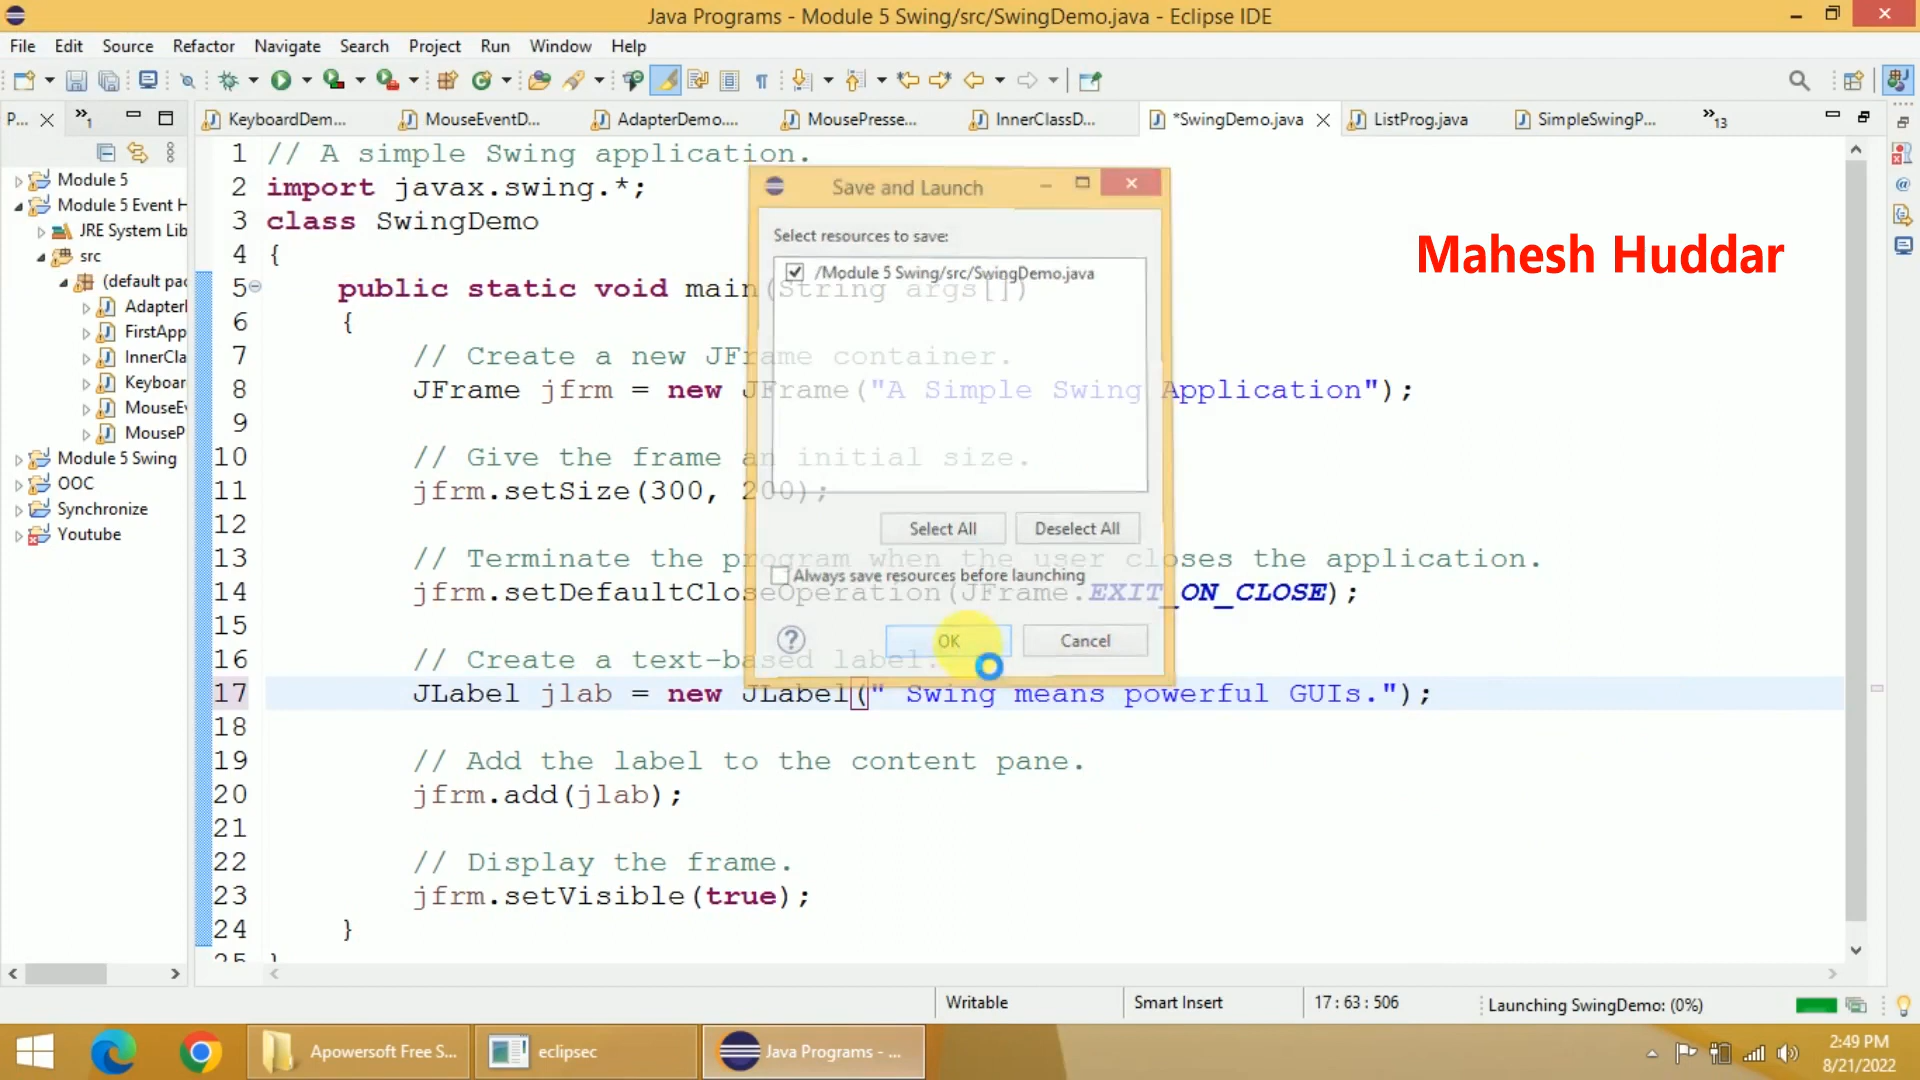 Java Programs - Module 5 Swing/src/SwingDemo.java - Eclipse IDE
File Edit Source Refactor Navigate Search Project Run Window Help
P... KeyboardDem... MouseEventD... AdapterDemo.... MousePresse... InnerClassD... *SwingDemo.java ListProg.java SimpleSwingP... »13
Module 5
Module 5 Event H
JRE System Lib
src
(default pac
Adapter
FirstApp
InnerCla
Keyboar
MouseEv
MouseP
Module 5 Swing
OOC
Synchronize
Youtube
1 // A simple Swing application.
2 import javax.swing.*;
3 class SwingDemo
4 {
5 public static void main(String args[])
6 {
7 // Create a new JFrame container.
8 JFrame jfrm = new JFrame("A Simple Swing Application");
9
10 // Give the frame an initial size.
11 jfrm.setSize(300, 200);
12
13 // Terminate the program when the user closes the application.
14 jfrm.setDefaultCloseOperation(JFrame.EXIT_ON_CLOSE);
15
16 // Create a text-based label.
17 JLabel jlab = new JLabel(" Swing means powerful GUIs.");
18
19 // Add the label to the content pane.
20 jfrm.add(jlab);
21
22 // Display the frame.
23 jfrm.setVisible(true);
24 }
25 }
Save and Launch
Select resources to save:
/Module 5 Swing/src/SwingDemo.java
Select All Deselect All
Always save resources before launching
OK Cancel
Mahesh Huddar
Writable Smart Insert 17 : 63 : 506 Launching SwingDemo: (0%)
Apowersoft Free S... eclipsec Java Programs - ...
2:49 PM
8/21/2022